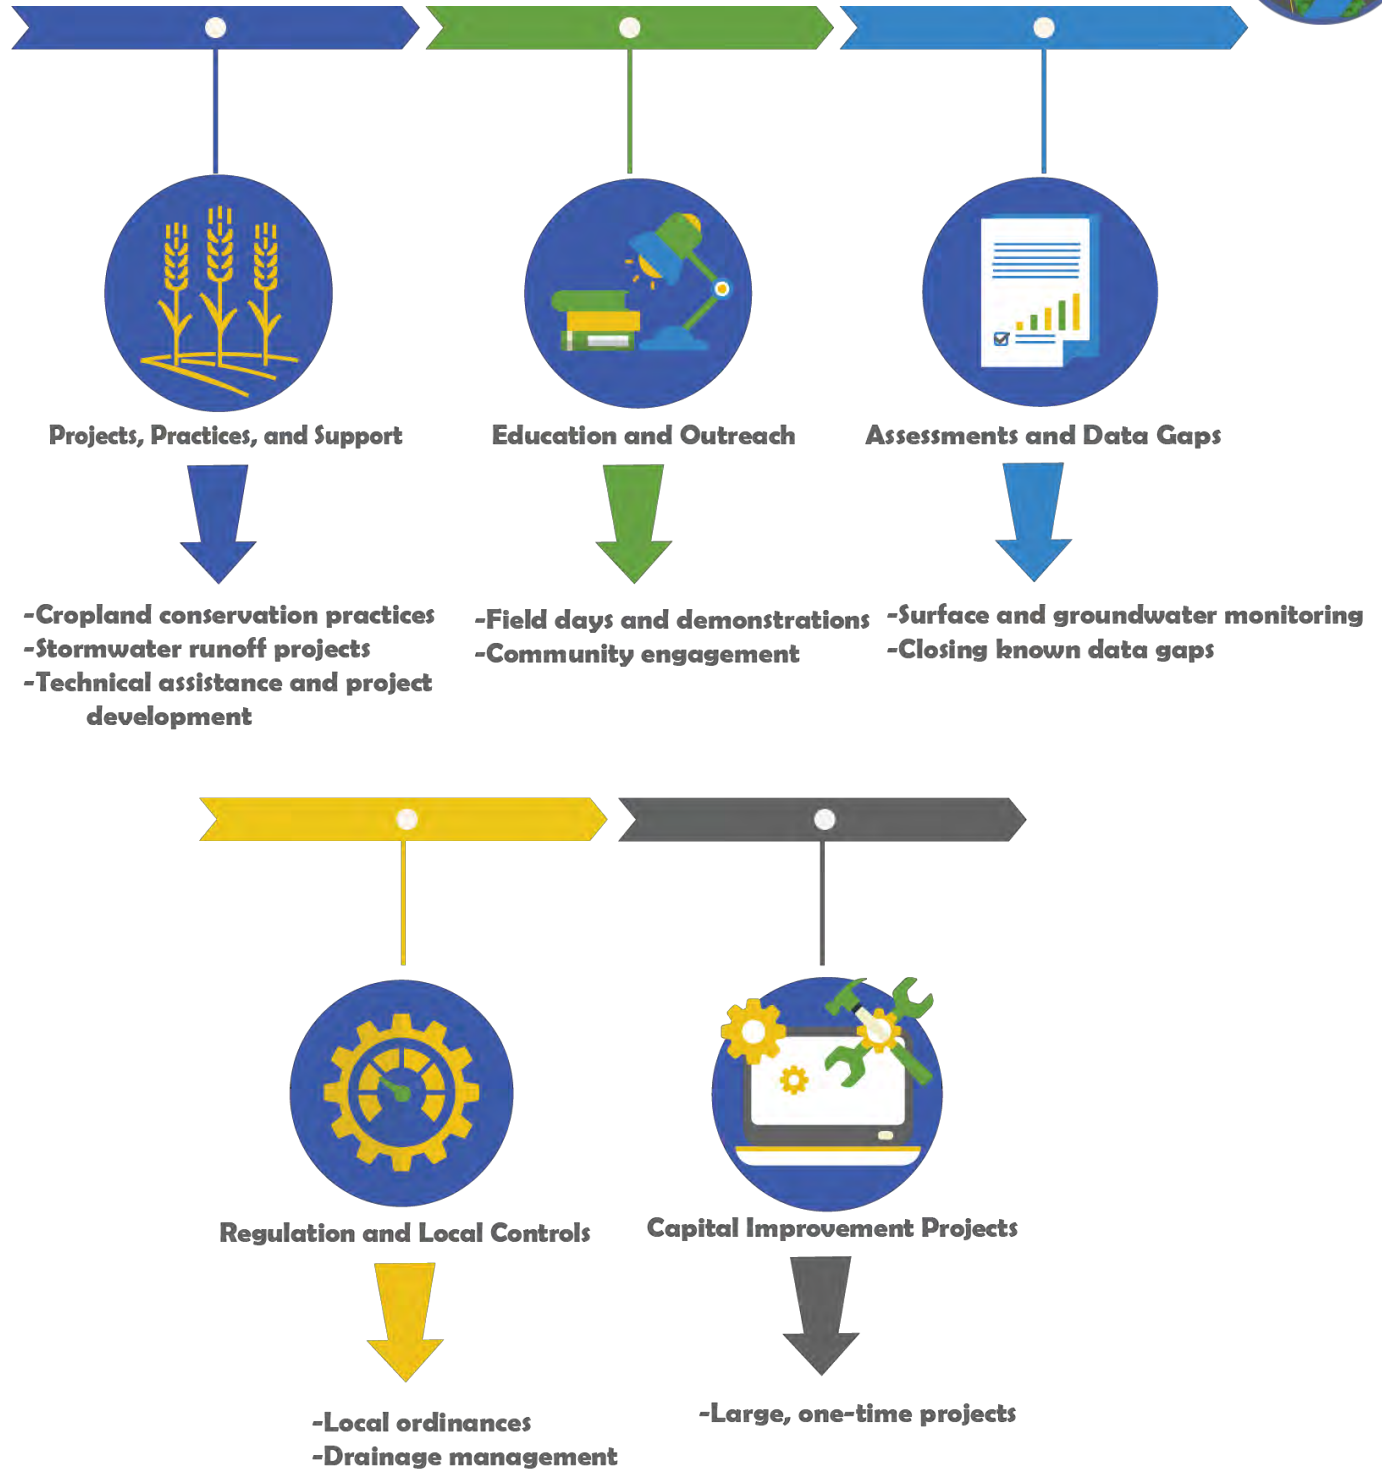 Projects, Practices, and Support
Education and Outreach
Assessments and Data Gaps
-Cropland conservation practices
-Stormwater runoff projects
-Technical assistance and project
development
-Field days and demonstrations
-Community engagement
-Surface and groundwater monitoring
-Closing known data gaps
Regulation and Local Controls
Capital Improvement Projects
-Local ordinances
-Drainage management
-Large, one-time projects